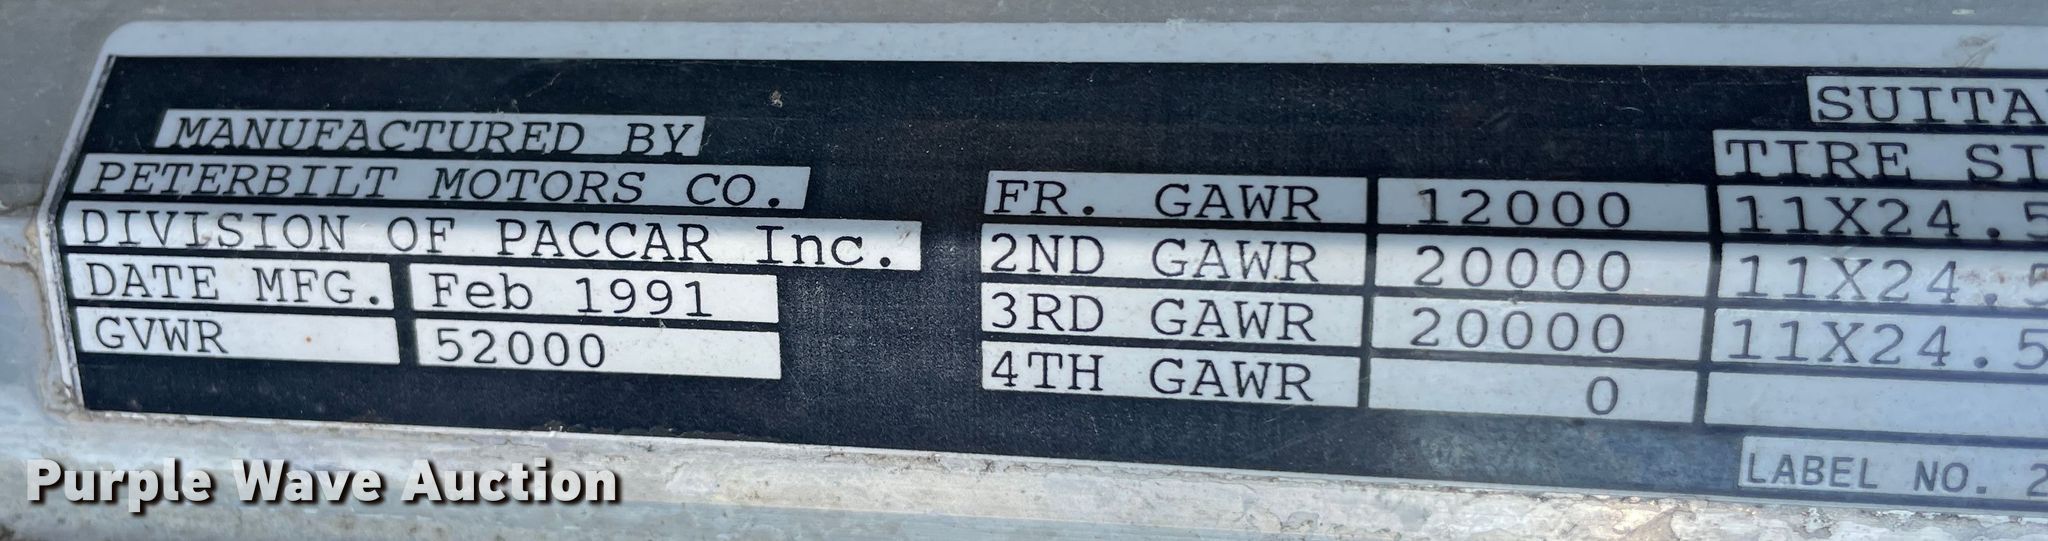 MANUFACTURED BY
PETERBILT MOTORS CO.
DIVISION OF PACCAR Inc.
DATE MFG. Feb 1991
GVWR 52000
SUITA
TIRE SI
FR. GAWR 12000 11X24.5
2ND GAWR 20000 11X24.5
3RD GAWR 20000 11X24.5
4TH GAWR 0
LABEL NO. 2
Purple Wave Auction